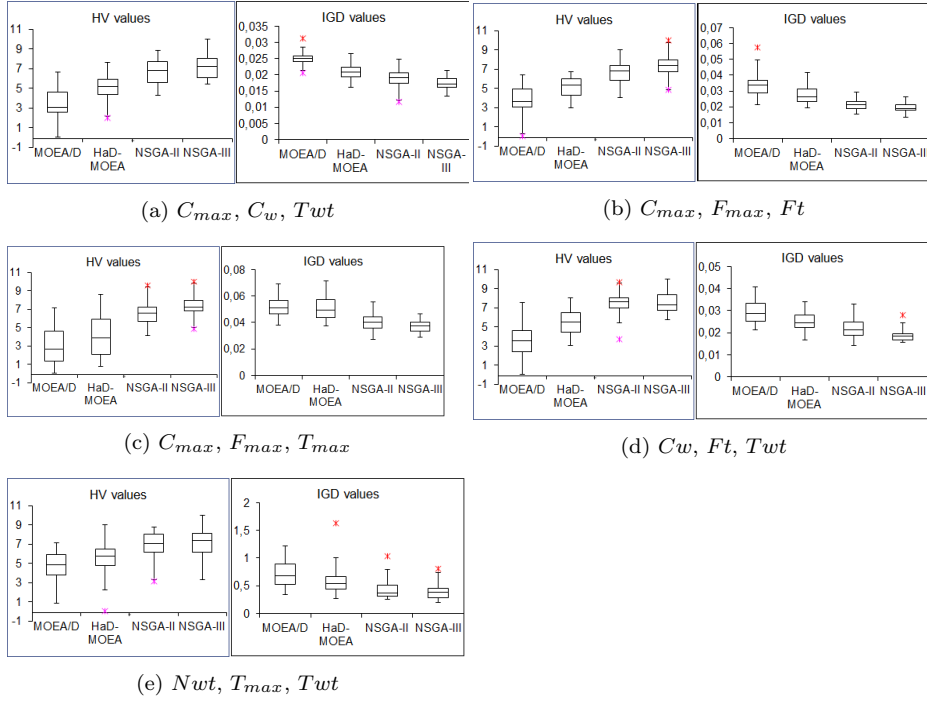 HV values
11
9
7
5
3
1
-1
MOEA/D
HaD-
MOEA
NSGA-II
NSGA-III
IGD values
0,035
0,03
0,025
0,02
0,015
0,01
0,005
0
MOEA/D
HaD-
MOEA
NSGA-II
NSGA-
III
(a) Cmax, Cw, Twt
HV values
11
9
7
5
3
1
-1
MOEA/D
HaD-
MOEA
NSGA-II
NSGA-III
IGD values
0,07
0,06
0,05
0,04
0,03
0,02
0,01
0
MOEA/D
HaD-
MOEA
NSGA-II
NSGA-III
(b) Cmax, Fmax, Ft
HV values
11
9
7
5
3
1
-1
MOEA/D
HaD-
MOEA
NSGA-II
NSGA-III
IGD values
0,08
0,06
0,04
0,02
0
MOEA/D
HaD-
MOEA
NSGA-II
NSGA-III
(c) Cmax, Fmax, Tmax
HV values
11
9
7
5
3
1
-1
MOEA/D
HaD-
MOEA
NSGA-II
NSGA-III
IGD values
0,05
0,04
0,03
0,02
0,01
0
MOEA/D
HaD-
MOEA
NSGA-II
NSGA-III
(d) Cw, Ft, Twt
HV values
11
9
7
5
3
1
-1
MOEA/D
HaD-
MOEA
NSGA-II
NSGA-III
IGD values
2
1,5
1
0,5
0
MOEA/D
HaD-
MOEA
NSGA-II
NSGA-III
(e) Nwt, Tmax, Twt